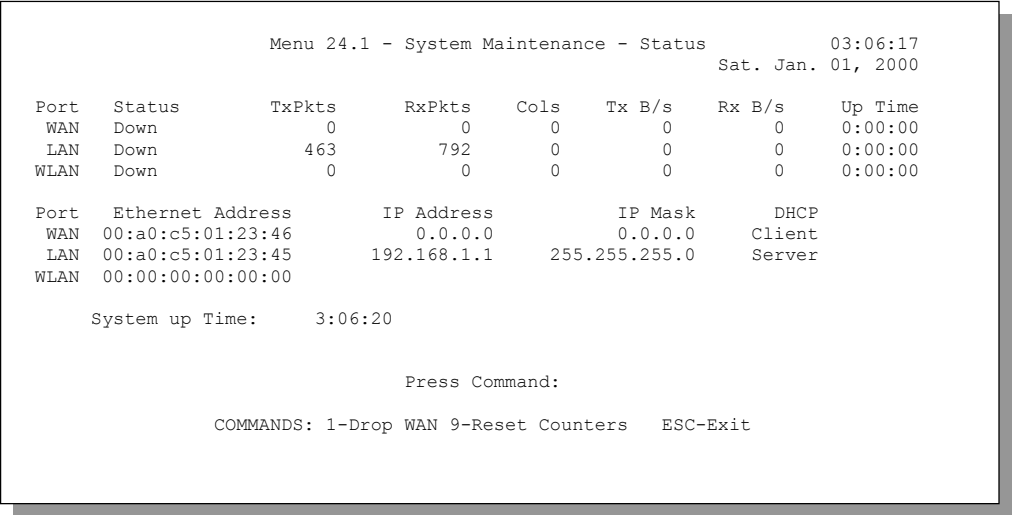 Menu 24.1 - System Maintenance - Status 03:06:17
Sat. Jan. 01, 2000
Port Status TxPkts RxPkts Cols Tx B/s Rx B/s Up Time
WAN Down 0 0 0 0 0 0:00:00
LAN Down 463 792 0 0 0 0:00:00
WLAN Down 0 0 0 0 0 0:00:00
Port Ethernet Address IP Address IP Mask DHCP
WAN 00:a0:c5:01:23:46 0.0.0.0 0.0.0.0 Client
LAN 00:a0:c5:01:23:45 192.168.1.1 255.255.255.0 Server
WLAN 00:00:00:00:00:00
System up Time: 3:06:20
Press Command:
COMMANDS: 1-Drop WAN 9-Reset Counters ESC-Exit